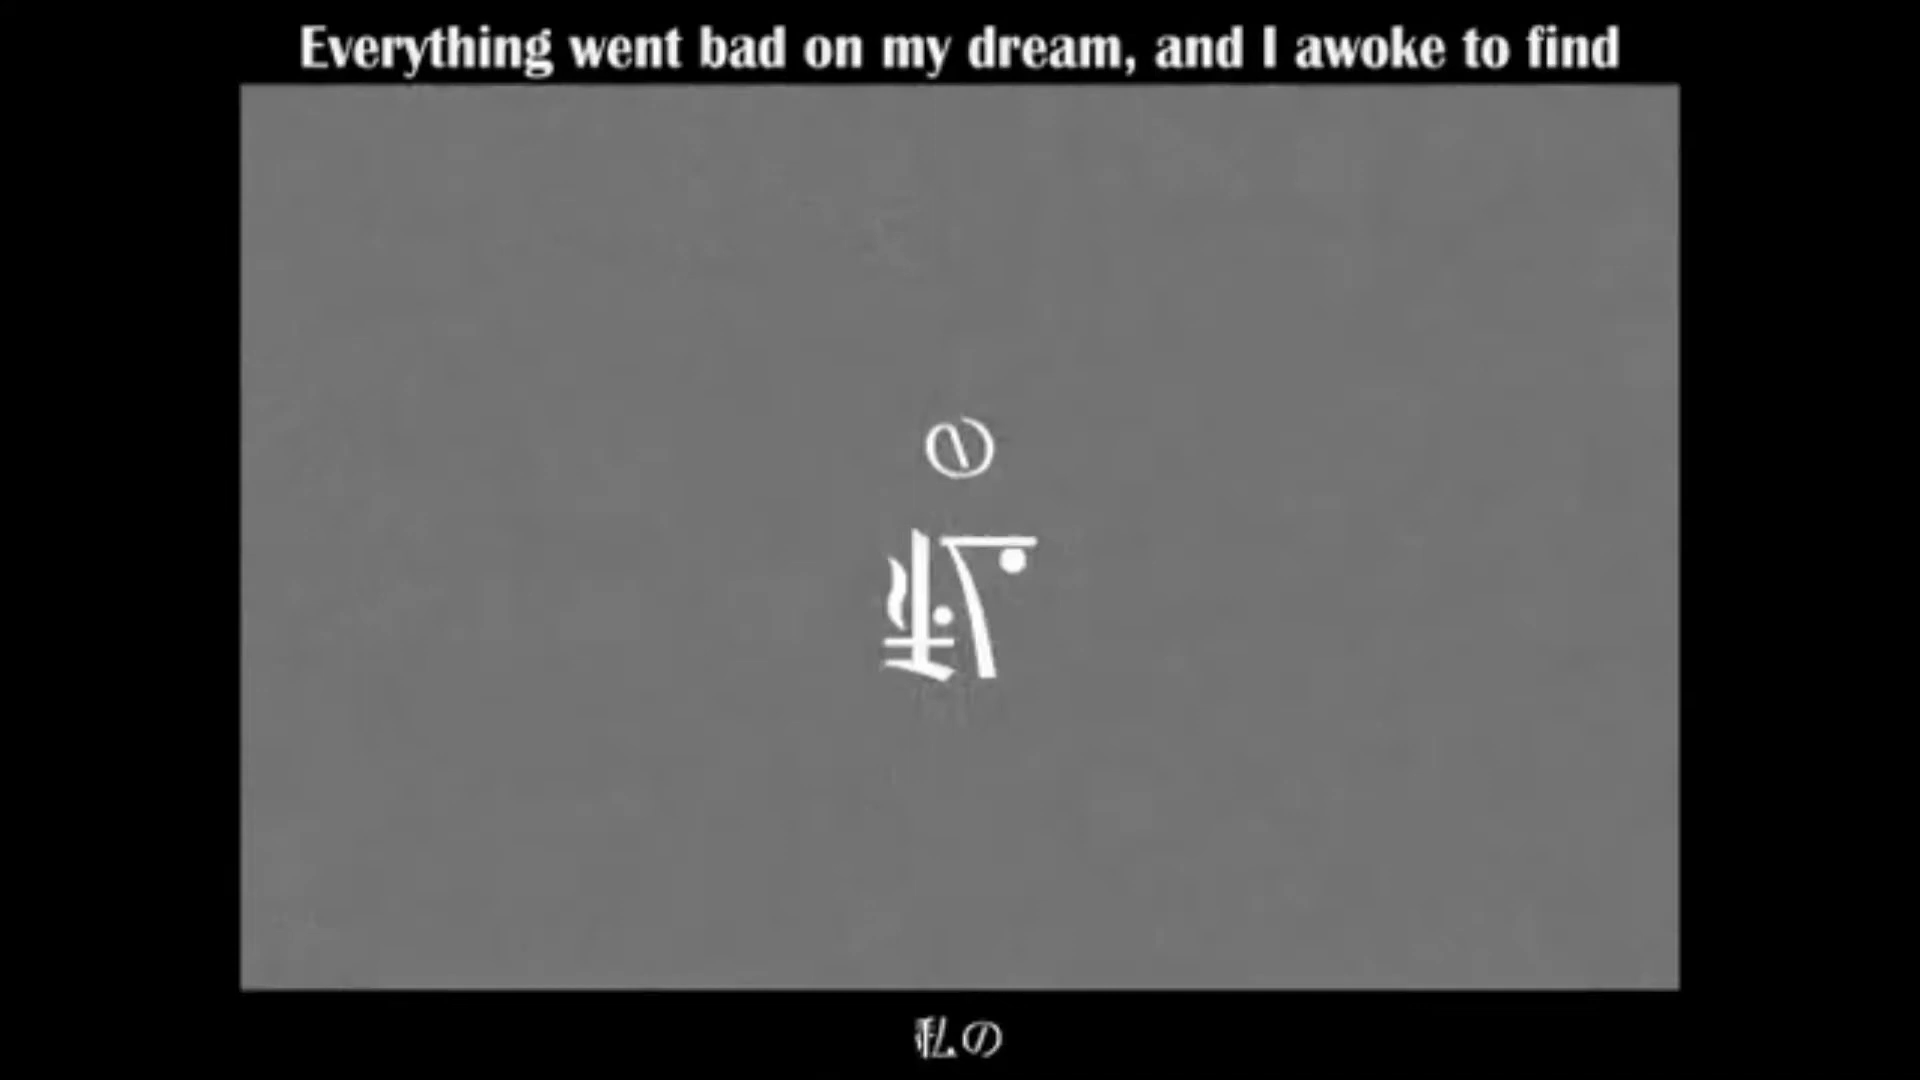 Everything went bad on my dream, and I awoke to find
の
私
私の